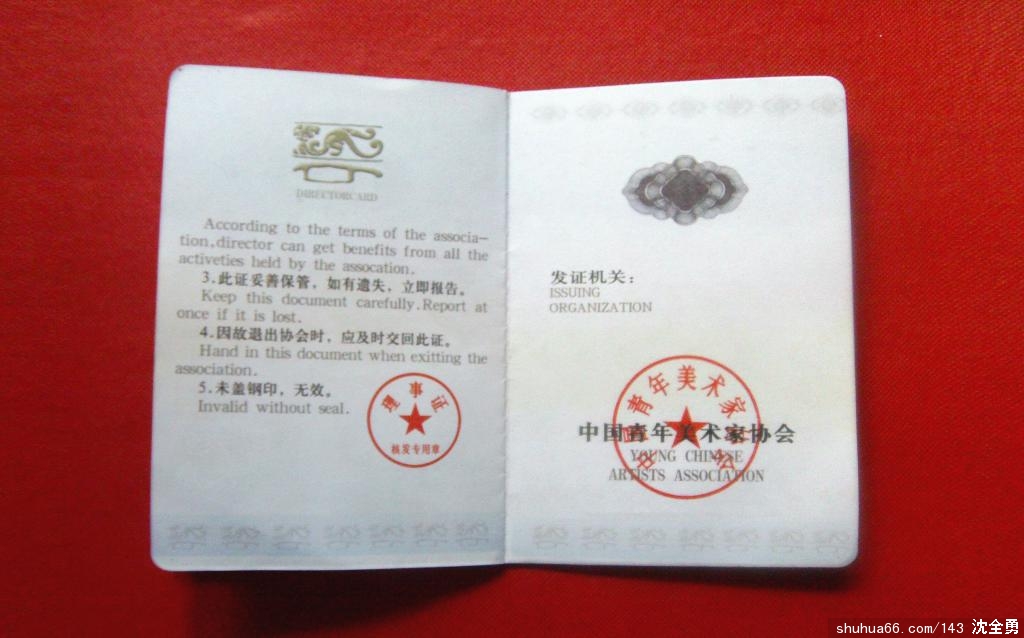 DIRECTORCARD
According to the terms of the associa-
tion,director can get benefits from all the
activeties held by the assocation.
3.此证妥善保管，如有遗失，立即报告。
Keep this document carefully.Report at
once if it is lost.
4.因故退出协会时，应及时交回此证。
Hand in this document when exitting the
association.
5.未盖钢印，无效。
Invalid without seal.
理事证
核发专用章
发证机关：
ISSUING
ORGANIZATION
中国青年美术家协会
中国青年美术家协会
YOUNG CHINESE
ARTISTS ASSOCIATION
shuhua66.com/143 沈全勇